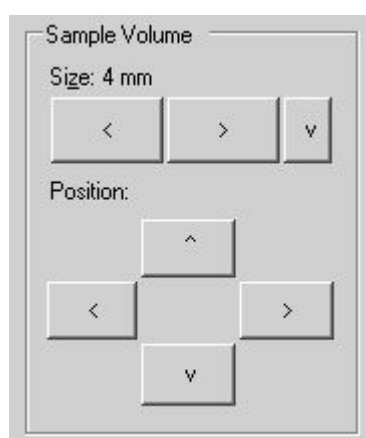 Sample Volume
Size: 4 mm
< > v
Position:
^
< >
v